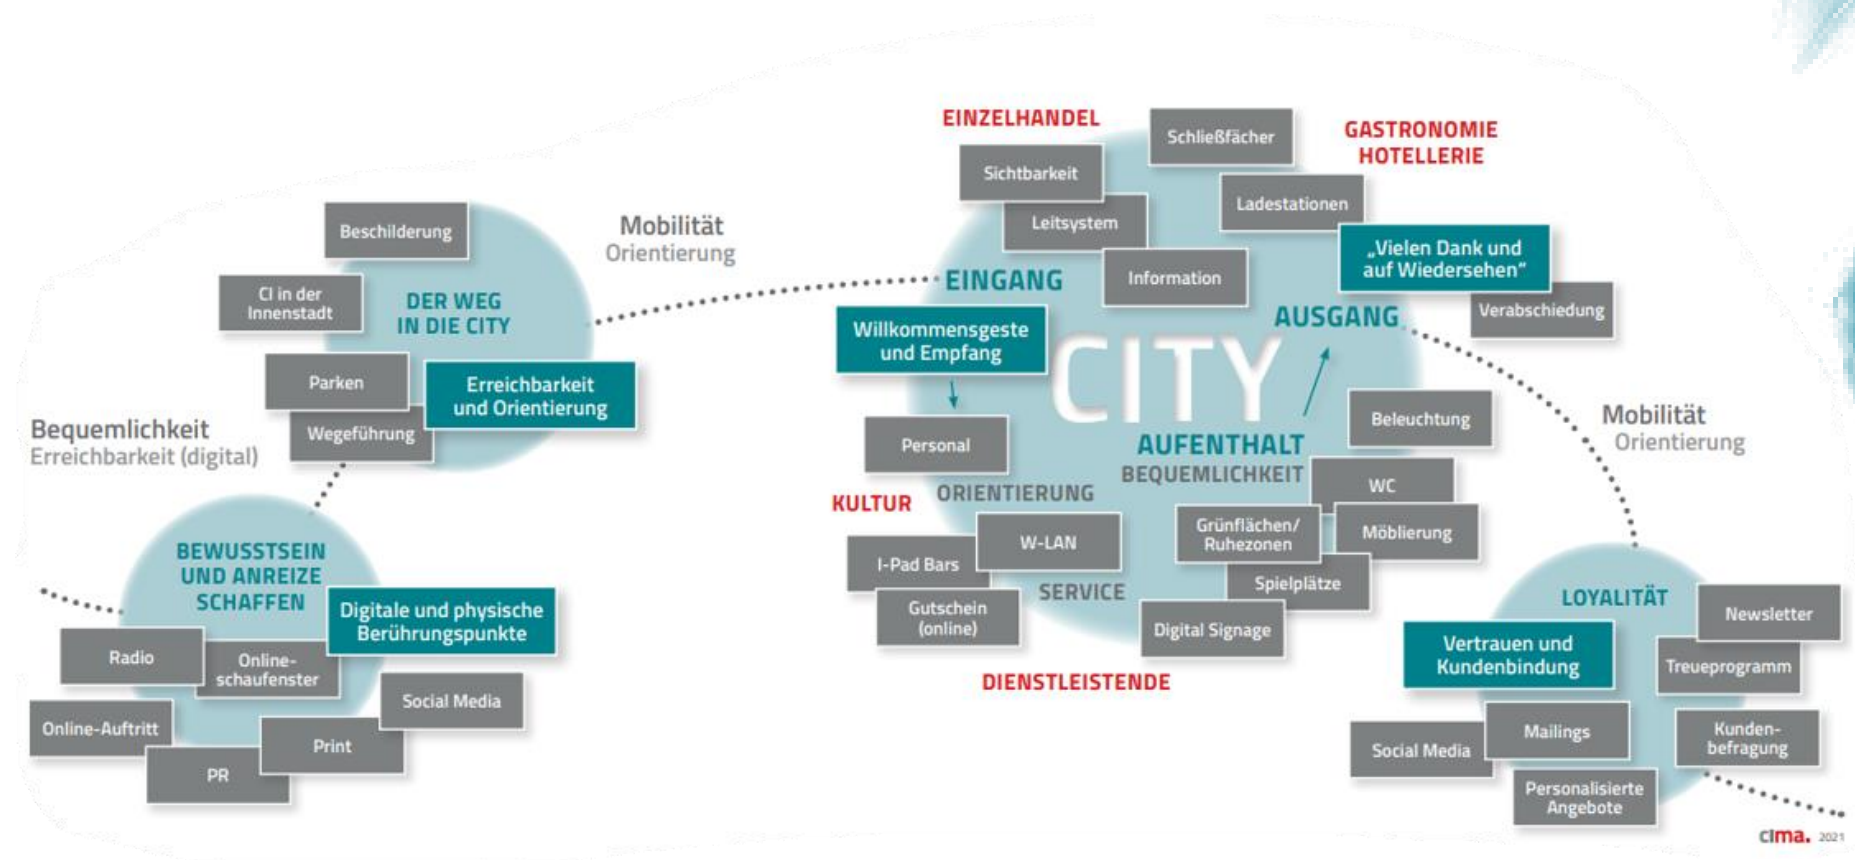 Bequemlichkeit
Erreichbarkeit (digital)
BEWUSSTSEIN
UND ANREIZE
SCHAFFEN
Digitale und physische
Berührungspunkte
Radio
Online-
schaufenster
Social Media
Online-Auftritt
Print
PR
Beschilderung
CI in der
Innenstadt
DER WEG
IN DIE CITY
Parken
Erreichbarkeit
und Orientierung
Wegeführung
Mobilität
Orientierung
EINZELHANDEL
Schließfächer
GASTRONOMIE
HOTELLERIE
Sichtbarkeit
Ladestationen
Leitsystem
„Vielen Dank und
auf Wiedersehen“
Information
EINGANG
Verabschiedung
AUSGANG
Willkommensgeste
und Empfang
CITY
Beleuchtung
Personal
AUFENTHALT
BEQUEMLICHKEIT
WC
ORIENTIERUNG
KULTUR
Grünflächen/
Ruhezonen
Möblierung
W-LAN
I-Pad Bars
Spielplätze
SERVICE
Gutschein
(online)
Digital Signage
DIENSTLEISTENDE
Mobilität
Orientierung
LOYALITÄT
Newsletter
Vertrauen und
Kundenbindung
Treueprogramm
Mailings
Kunden-
befragung
Social Media
Personalisierte
Angebote
cima. 2021